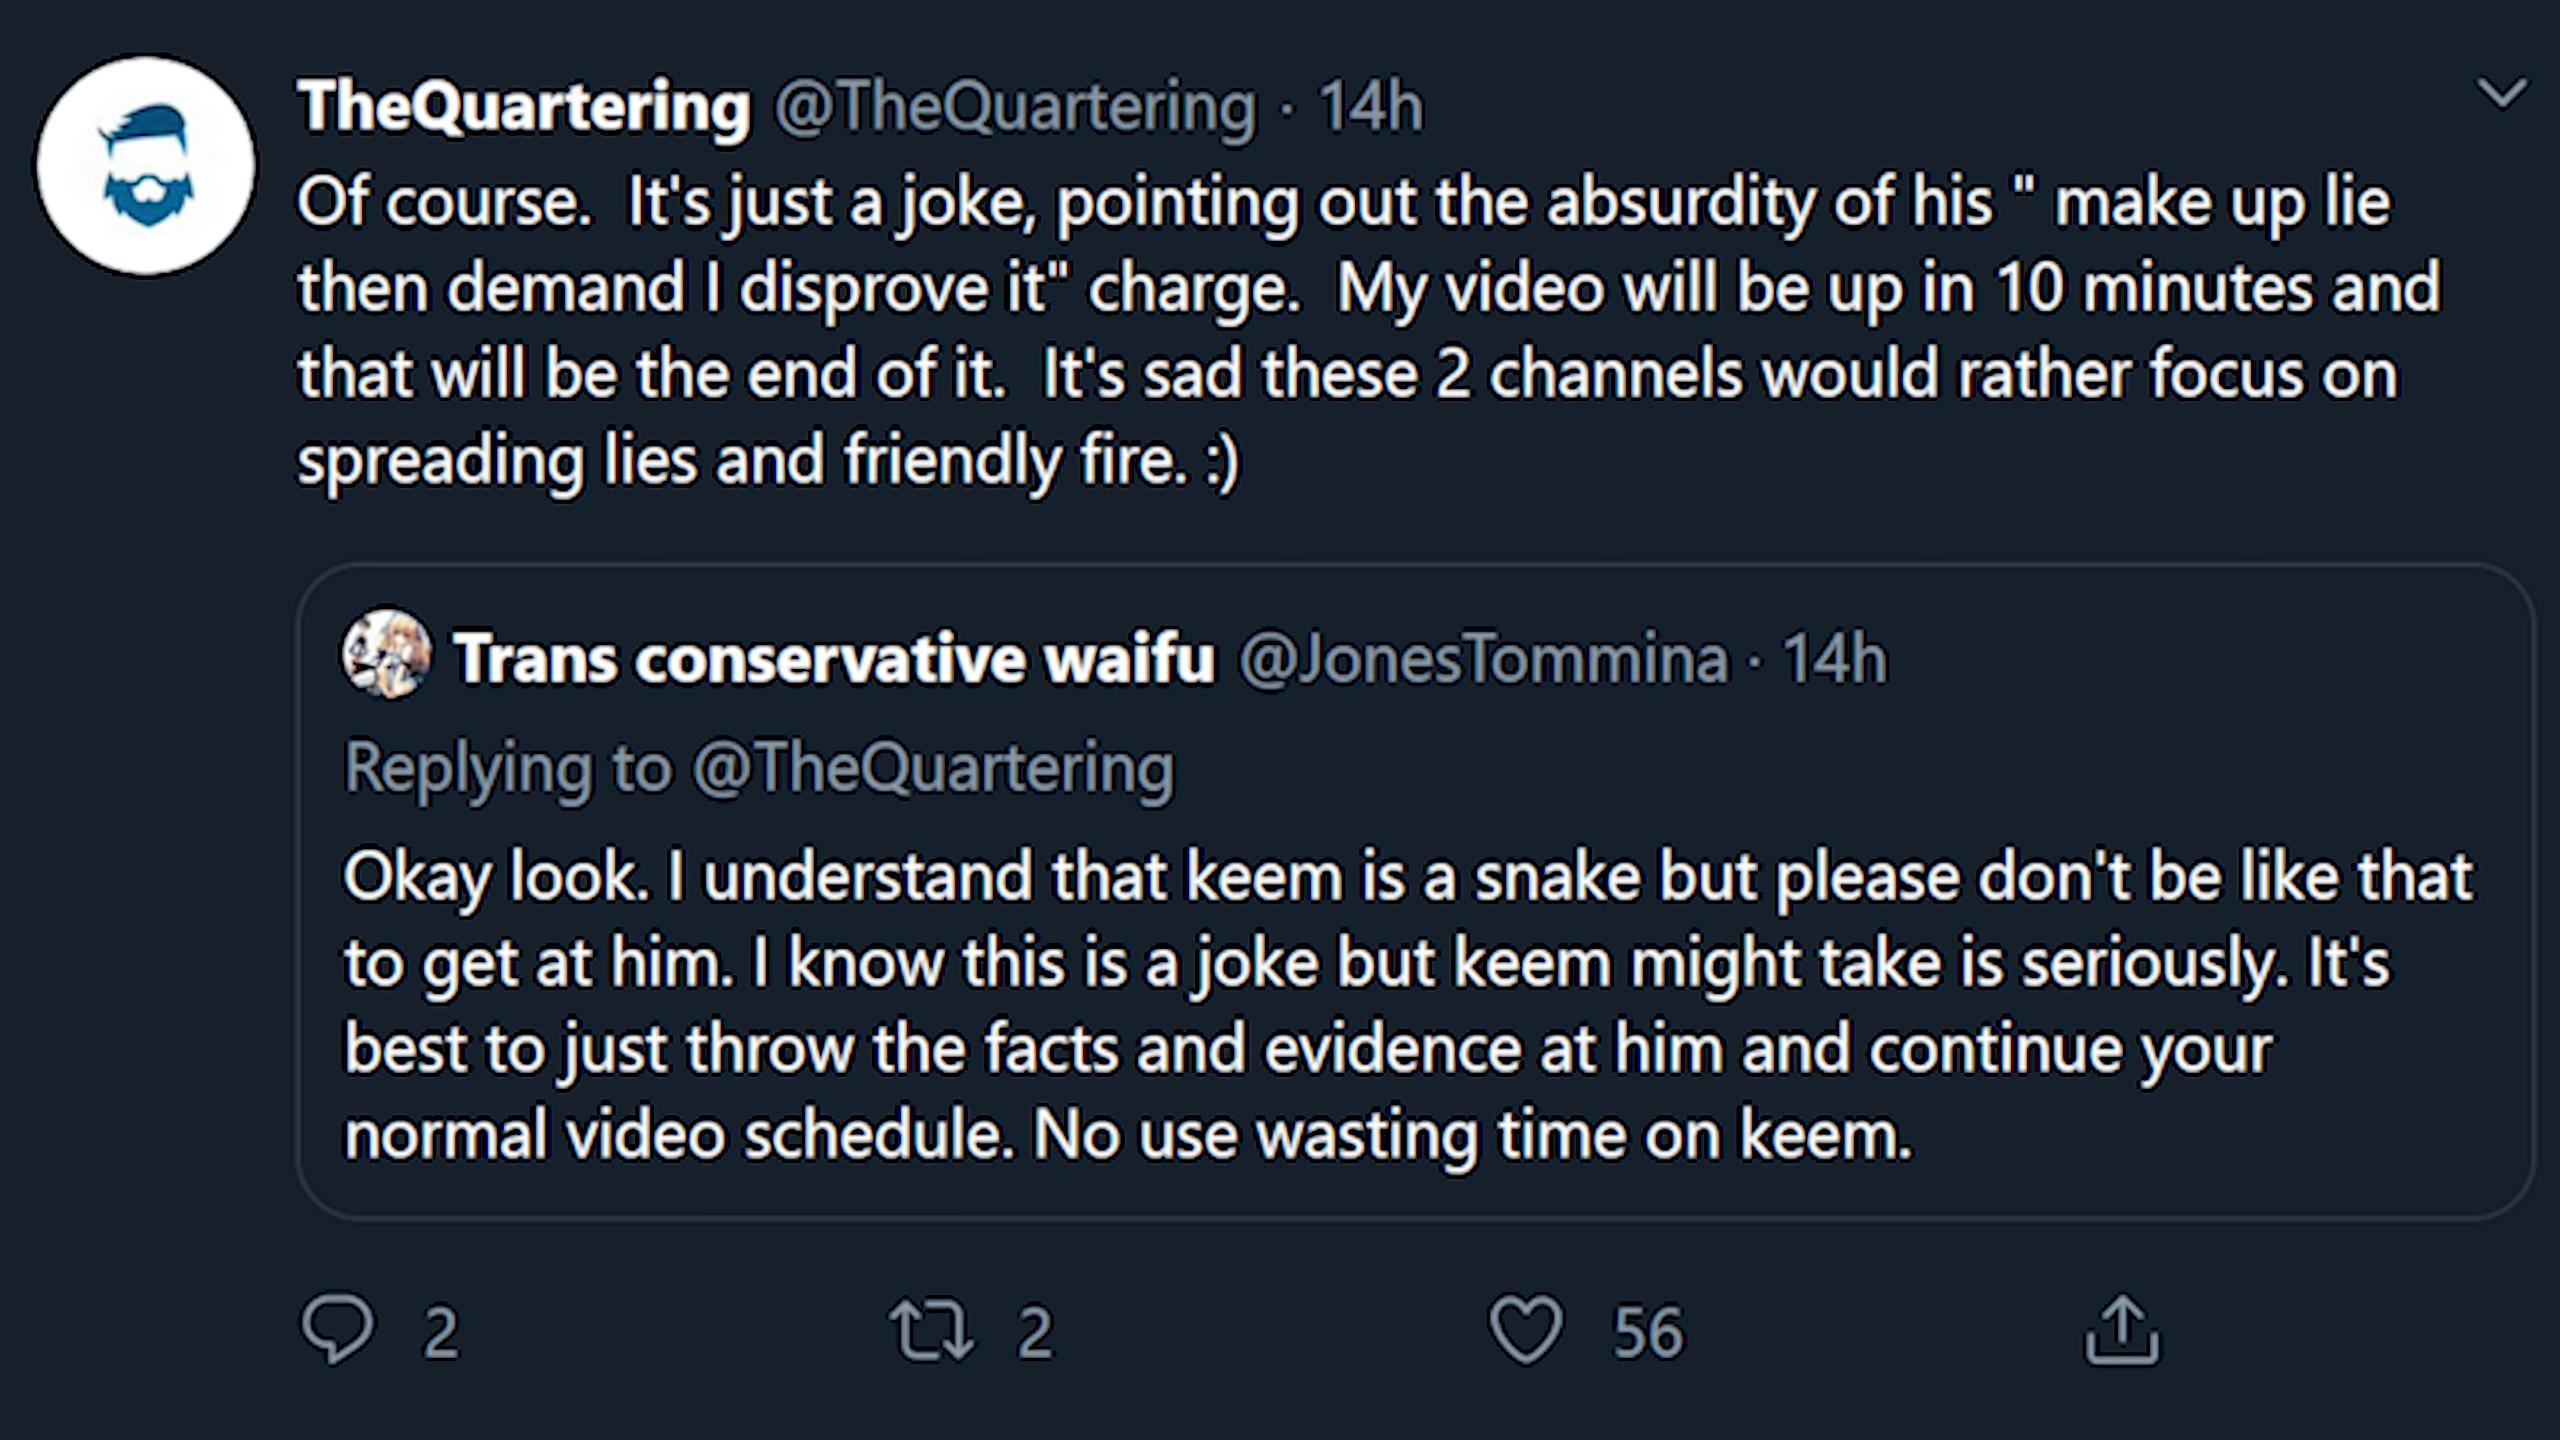 TheQuartering @TheQuartering · 14h
Of course.  It's just a joke, pointing out the absurdity of his " make up lie
then demand I disprove it" charge.  My video will be up in 10 minutes and
that will be the end of it.  It's sad these 2 channels would rather focus on
spreading lies and friendly fire. :)
Trans conservative waifu @JonesTommina · 14h
Replying to @TheQuartering
Okay look. I understand that keem is a snake but please don't be like that
to get at him. I know this is a joke but keem might take is seriously. It's
best to just throw the facts and evidence at him and continue your
normal video schedule. No use wasting time on keem.
2 2 56